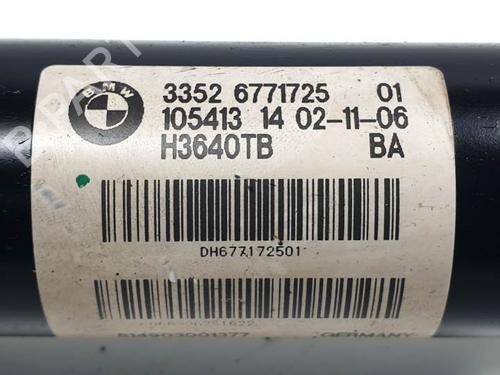 BMW
3352 6771725 01
105413 14 02-11-06
H3640TB BA
DH677172501
GERMANY